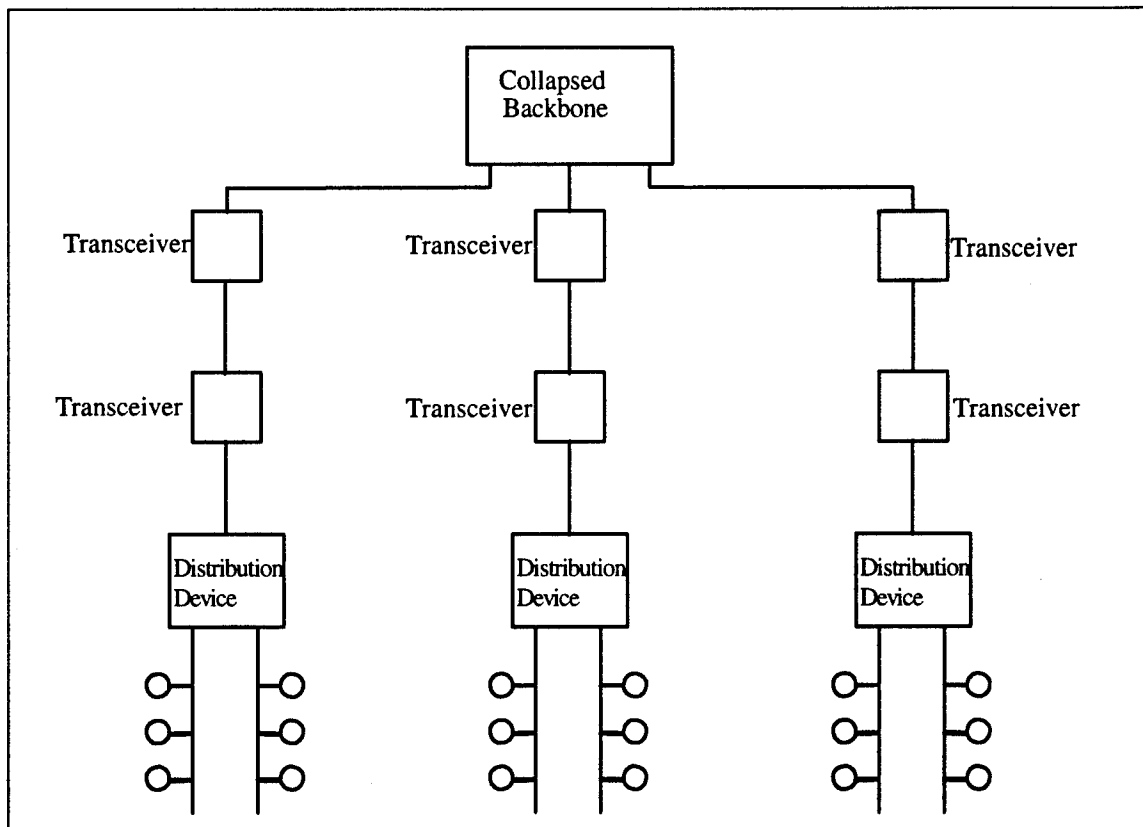 Collapsed
Backbone
Transceiver
Transceiver
Transceiver
Transceiver
Transceiver
Transceiver
Distribution
Device
Distribution
Device
Distribution
Device